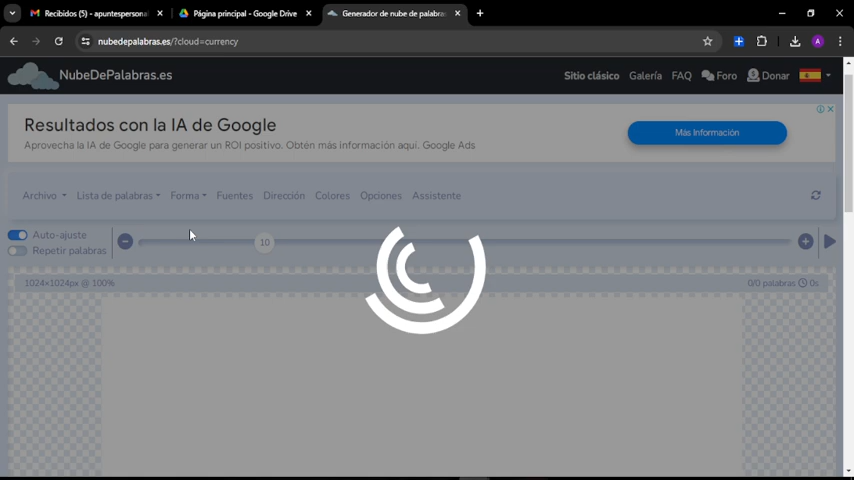 Recibidos (5) - apuntespersonal
Página principal - Google Drive
Generador de nube de palabras
nubedepalabras.es/?cloud=currency
A
NubeDePalabras.es
Sitio clásico Galería FAQ Foro Donar
Resultados con la IA de Google
Aprovecha la IA de Google para generar un ROI positivo. Obtén más información aquí. Google Ads
Más Información
Archivo Lista de palabras Forma Fuentes Dirección Colores Opciones Asistente
Auto-ajuste
Repetir palabras
10
1024×1024px @ 100%
0/0 palabras 0s